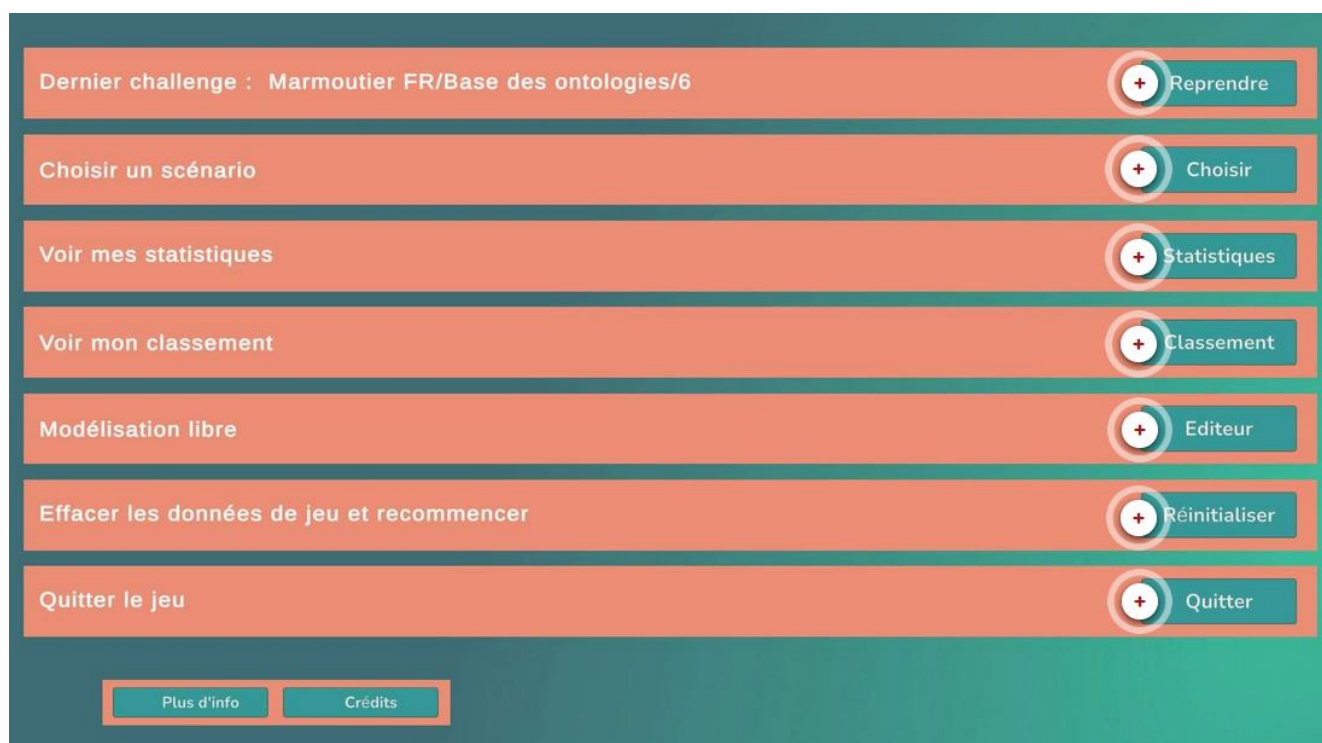 Dernier challenge :  Marmoutier FR/Base des ontologies/6
+ Reprendre
Choisir un scénario
+ Choisir
Voir mes statistiques
+ Statistiques
Voir mon classement
+ Classement
Modélisation libre
+ Editeur
Effacer les données de jeu et recommencer
+ Réinitialiser
Quitter le jeu
+ Quitter
Plus d'info
Crédits